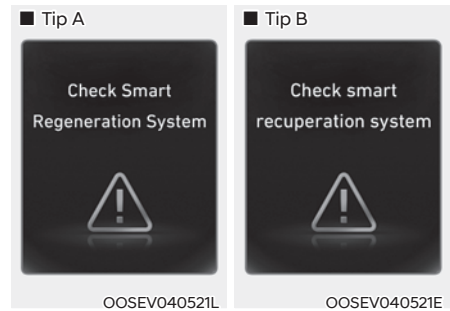 ■ Tip A
Check Smart
Regeneration System
OOSEV040521L
■ Tip B
Check smart
recuperation system
OOSEV040521E